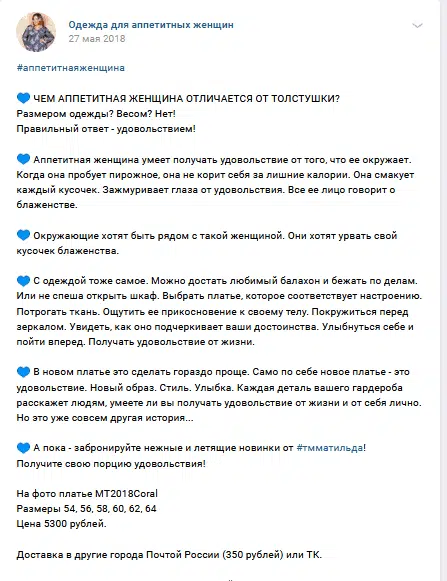 Одежда для аппетитных женщин
27 мая 2018
#аппетитнаяженщина
💙 ЧЕМ АППЕТИТНАЯ ЖЕНЩИНА ОТЛИЧАЕТСЯ ОТ ТОЛСТУШКИ?
Размером одежды? Весом? Нет!
Правильный ответ - удовольствием!
💙 Аппетитная женщина умеет получать удовольствие от того, что ее окружает.
Когда она пробует пирожное, она не корит себя за лишние калории. Она смакует
каждый кусочек. Зажмуривает глаза от удовольствия. Все ее лицо говорит о
блаженстве.
💙 Окружающие хотят быть рядом с такой женщиной. Они хотят урвать свой
кусочек блаженства.
💙 С одеждой тоже самое. Можно достать любимый балахон и бежать по делам.
Или не спеша открыть шкаф. Выбрать платье, которое соответствует настроению.
Потрогать ткань. Ощутить ее прикосновение к своему телу. Покружиться перед
зеркалом. Увидеть, как оно подчеркивает ваши достоинства. Улыбнуться себе и
пойти вперед. Получать удовольствие от жизни.
💙 В новом платье это сделать гораздо проще. Само по себе новое платье - это
удовольствие. Новый образ. Стиль. Улыбка. Каждая деталь вашего гардероба
расскажет людям, умеете ли вы получать удовольствие от жизни и от себя лично.
Но это уже совсем другая история...
💙 А пока - забронируйте нежные и летящие новинки от #тмматильда!
Получите свою порцию удовольствия!
На фото платье МТ2018Coral
Размеры 54, 56, 58, 60, 62, 64
Цена 5300 рублей.
Доставка в другие города Почтой России (350 рублей) или ТК.